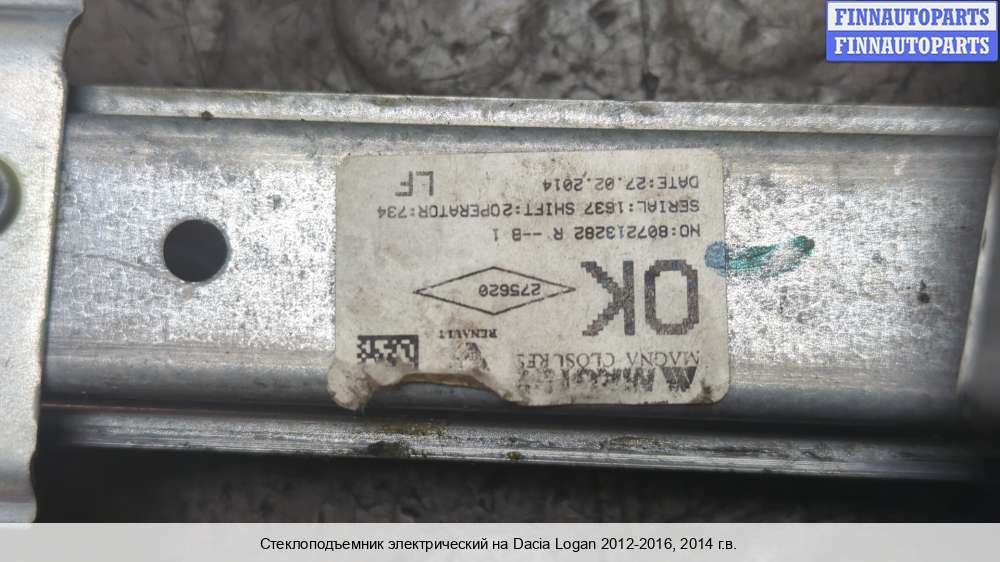 FINNAUTOPARTS
FINNAUTOPARTS
MAGNA CLOSURES
RENAULT
OK
275620
NO:807213282 R --B 1
SERIAL:1637 SHIFT:2OPERATOR:734
DATE:27.02.2014
LF
Стеклоподъемник электрический на Dacia Logan 2012-2016, 2014 г.в.